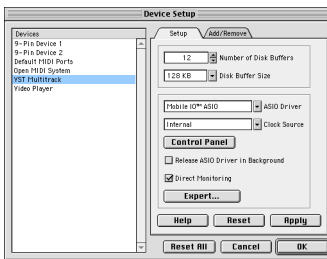 Device Setup
Devices
9-Pin Device 1
9-Pin Device 2
Default MIDI Ports
Open MIDI System
VST Multitrack
Video Player
Setup
Add/Remove
12
Number of Disk Buffers
128 KB
Disk Buffer Size
Mobile IO™ ASIO
ASIO Driver
Internal
Clock Source
Control Panel
Release ASIO Driver in Background
Direct Monitoring
Expert...
Help
Reset
Apply
Reset All
Cancel
OK